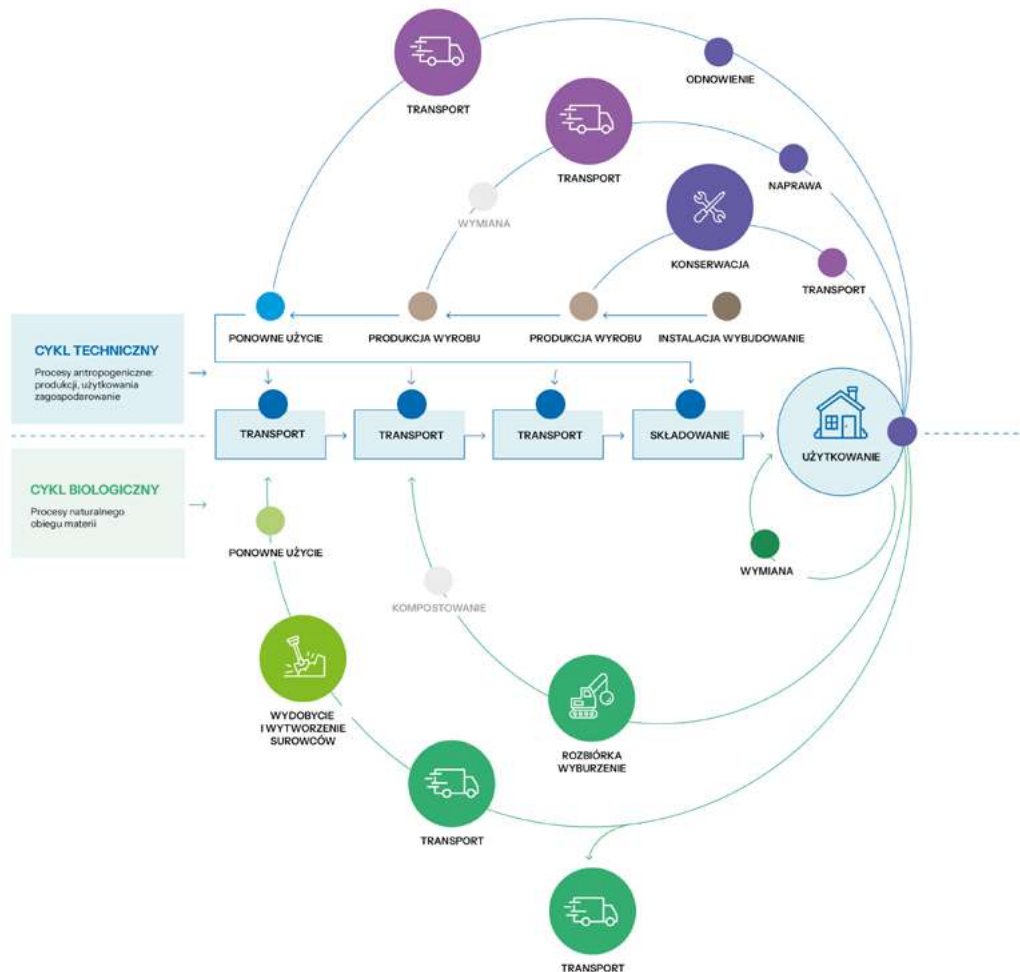 ODNOWIENIE
TRANSPORT
TRANSPORT
NAPRAWA
WYMIANA
KONSERWACJA
TRANSPORT
PONOWNE UŻYCIE
PRODUKCJA WYROBU
PRODUKCJA WYROBU
INSTALACJA WYBUDOWANIE
CYKL TECHNICZNY
Procesy antropogeniczne:
produkcji, użytkowania
zagospodarowanie
TRANSPORT
TRANSPORT
TRANSPORT
SKŁADOWANIE
UŻYTKOWANIE
CYKL BIOLOGICZNY
Procesy naturalnego
obiegu materii
PONOWNE UŻYCIE
WYMIANA
KOMPOSTOWANIE
WYDOBYCIE
I WYTWORZENIE
SUROWCÓW
ROZBIÓRKA
WYBURZENIE
TRANSPORT
TRANSPORT